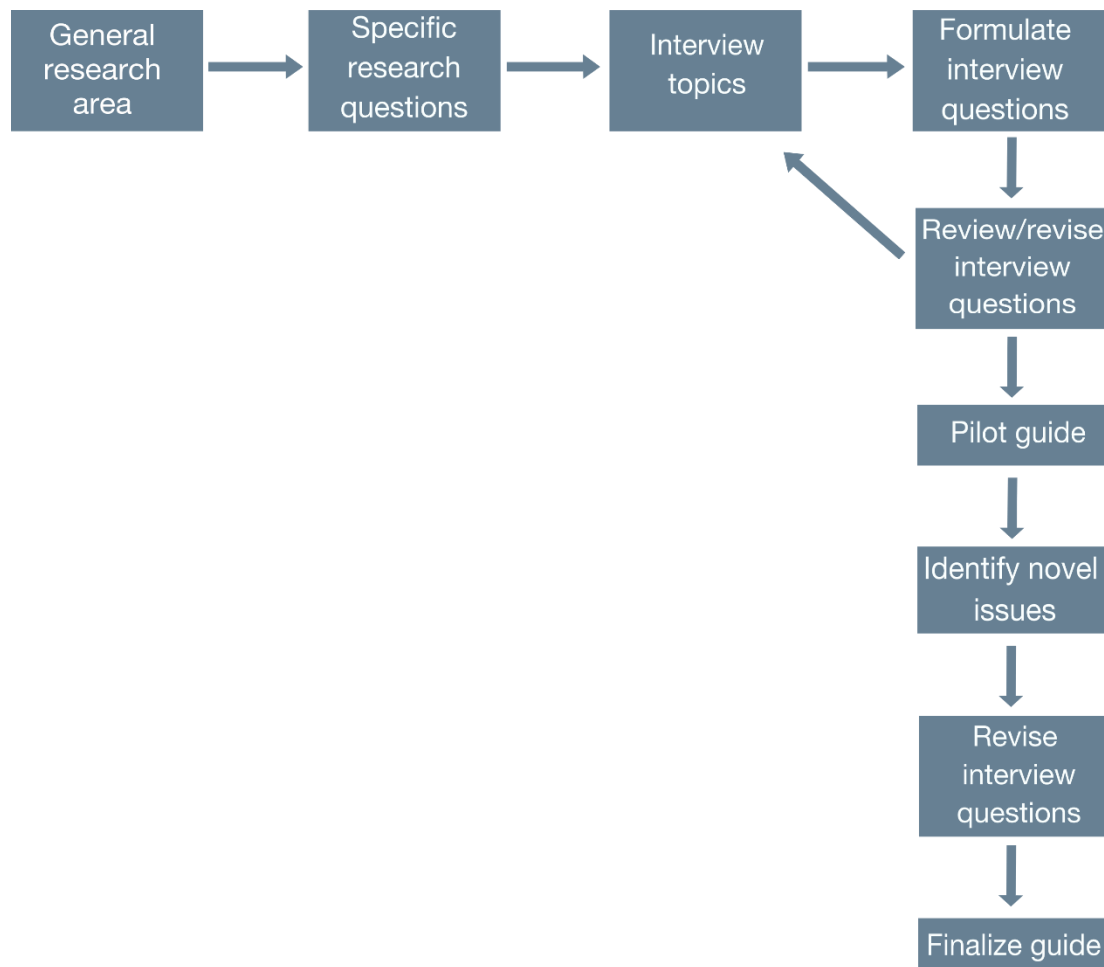 General
research
area
Specific
research
questions
Interview
topics
Formulate
interview
questions
Review/revise
interview
questions
Pilot guide
Identify novel
issues
Revise
interview
questions
Finalize guide